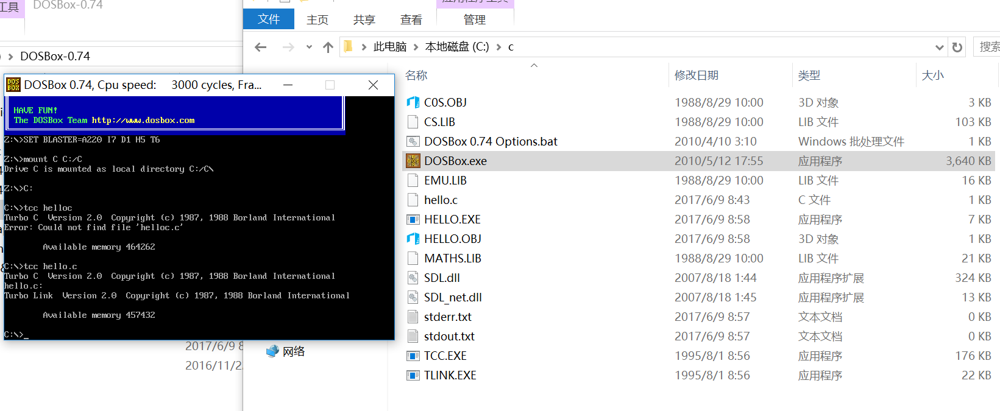 工具
DOSBox-0.74
DOSBox-0.74
DOSBox 0.74, Cpu speed: 3000 cycles, Fra...
HAVE FUN!
The DOSBox Team http://www.dosbox.com
Z:\>SET BLASTER=A220 I7 D1 H5 T6
Z:\>mount C C:/C
Drive C is mounted as local directory C:/C\
Z:\>C:
C:\>tcc helloc
Turbo C Version 2.0 Copyright (c) 1987, 1988 Borland International
Error: Could not find file 'helloc.c'
Available memory 464262
C:\>tcc hello.c
Turbo C Version 2.0 Copyright (c) 1987, 1988 Borland International
hello.c:
Turbo Link Version 2.0 Copyright (c) 1987, 1988 Borland International
Available memory 457432
C:\>_
2017/6/9 8
2016/11/2
应用程序工具
文件 主页 共享 查看 管理
此电脑 本地磁盘 (C:) c
搜索
网络
名称 修改日期 类型 大小
C0S.OBJ 1988/8/29 10:00 3D 对象 3 KB
CS.LIB 1988/8/29 10:00 LIB 文件 103 KB
DOSBox 0.74 Options.bat 2010/4/10 3:10 Windows 批处理文件 1 KB
DOSBox.exe 2010/5/12 17:55 应用程序 3,640 KB
EMU.LIB 1988/8/29 10:00 LIB 文件 16 KB
hello.c 2017/6/9 8:43 C 文件 1 KB
HELLO.EXE 2017/6/9 8:58 应用程序 7 KB
HELLO.OBJ 2017/6/9 8:58 3D 对象 1 KB
MATHS.LIB 1988/8/29 10:00 LIB 文件 21 KB
SDL.dll 2007/8/18 1:44 应用程序扩展 324 KB
SDL_net.dll 2007/8/18 1:45 应用程序扩展 13 KB
stderr.txt 2017/6/9 8:57 文本文档 0 KB
stdout.txt 2017/6/9 8:57 文本文档 0 KB
TCC.EXE 1995/8/1 8:56 应用程序 176 KB
TLINK.EXE 1995/8/1 8:56 应用程序 22 KB